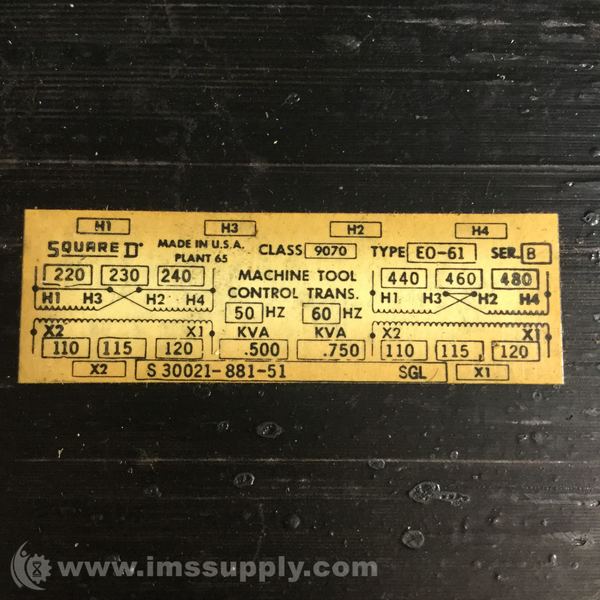 H1 H3 H2 H4
SQUARE D MADE IN U.S.A. PLANT 65 CLASS 9070 TYPE EO-61 SER. B
220 230 240 MACHINE TOOL CONTROL TRANS. 440 460 480
H1 H3 H2 H4 50 HZ 60 HZ H1 H3 H2 H4
X2 X1 KVA KVA X2 X1
110 115 120 .500 .750 110 115 120
X2 S 30021-881-51 SGL X1
www.imssupply.com